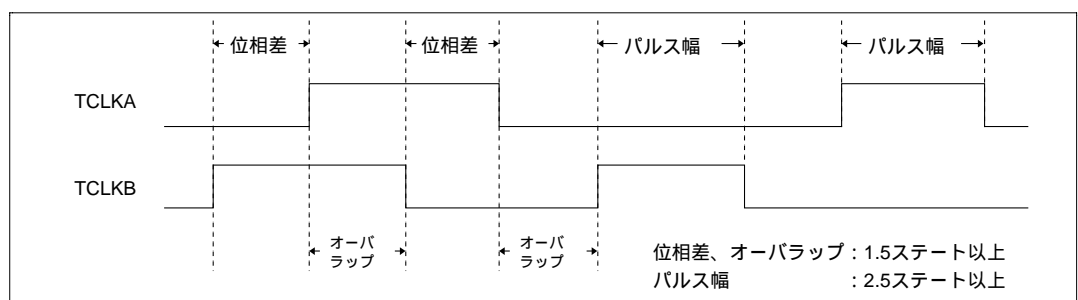 位相差 位相差 パルス幅 パルス幅
TCLKA
TCLKB
オーバ
ラップ
オーバ
ラップ
位相差、オーバラップ：1.5ステート以上
パルス幅 ：2.5ステート以上